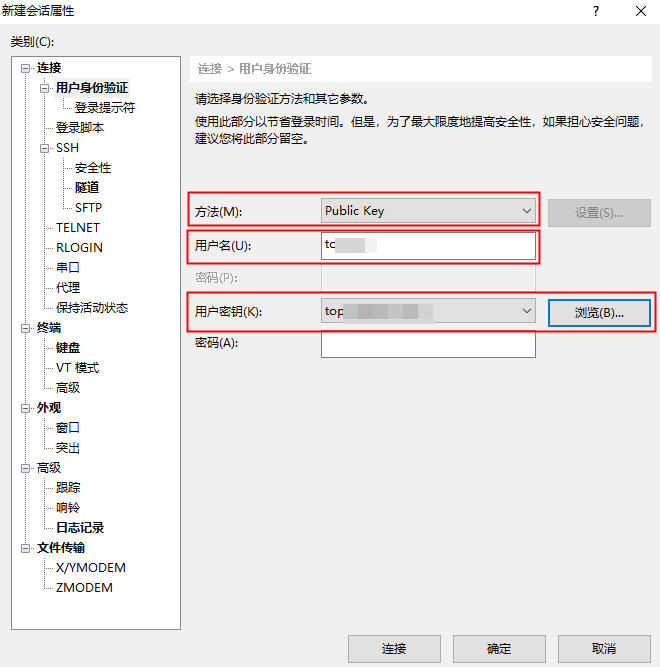 新建会话属性
?
类别(C):
连接
用户身份验证
登录提示符
登录脚本
SSH
安全性
隧道
SFTP
TELNET
RLOGIN
串口
代理
保持活动状态
终端
键盘
VT 模式
高级
外观
窗口
突出
高级
跟踪
响铃
日志记录
文件传输
X/YMODEM
ZMODEM
连接 > 用户身份验证
请选择身份验证方法和其它参数。
使用此部分以节省登录时间。但是，为了最大限度地提高安全性，如果担心安全问题，
建议您将此部分留空。
方法(M):
Public Key
设置(S)...
用户名(U):
密码(P):
用户密钥(K):
top
浏览(B)...
密码(A):
连接
确定
取消